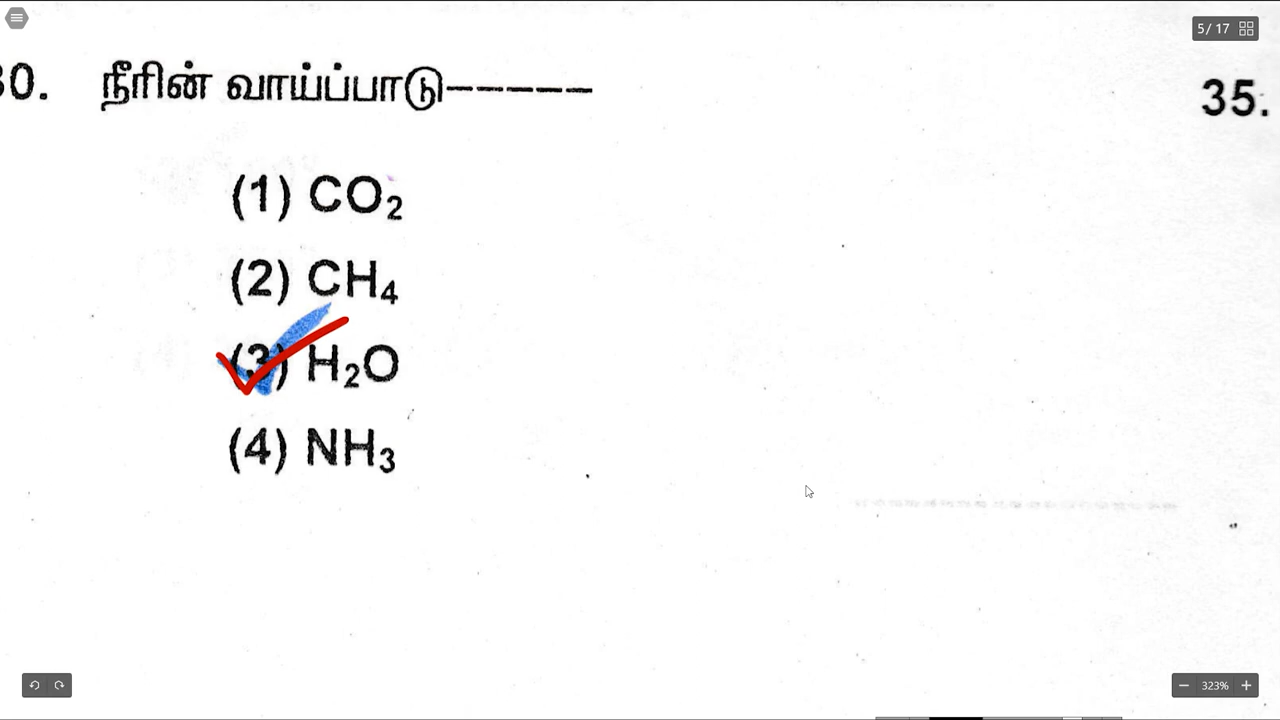 5/ 17
30. நீரின் வாய்ப்பாடு------
35.
(1) CO₂
(2) CH₄
(3) H₂O
(4) NH₃
323%